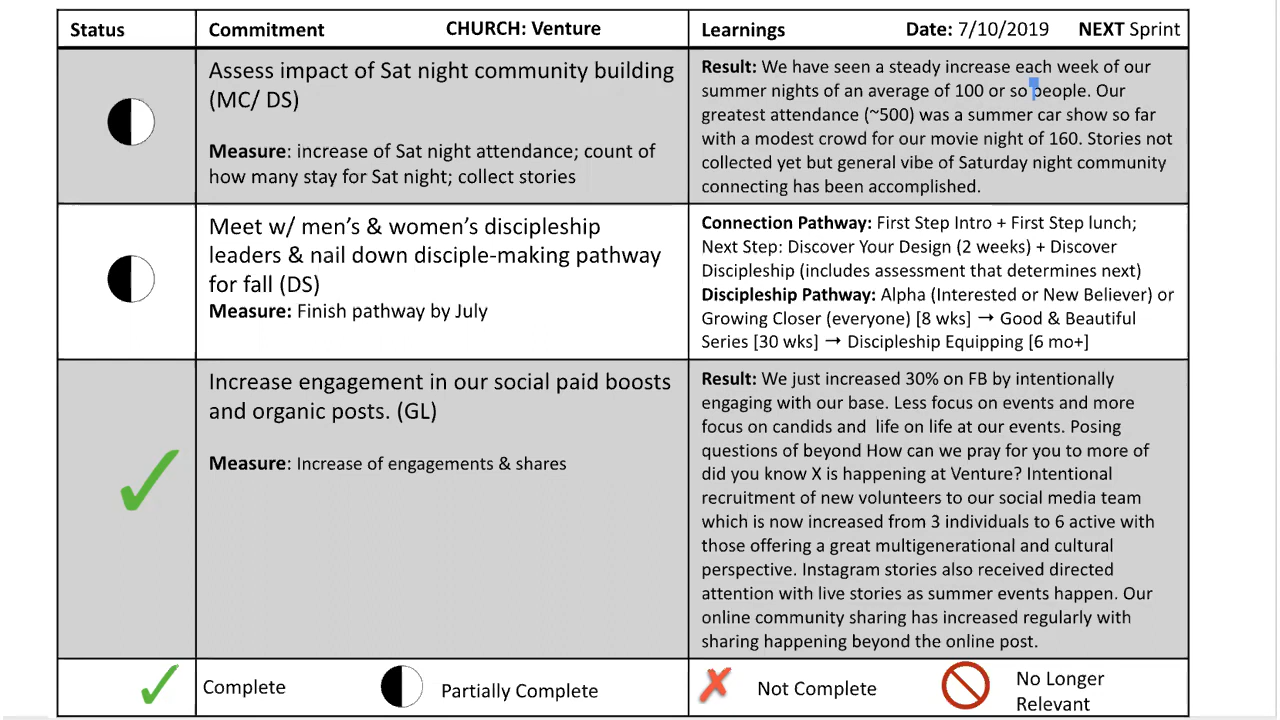 Status
Commitment
CHURCH: Venture
Learnings
Date: 7/10/2019
NEXT Sprint
Assess impact of Sat night community building
(MC/ DS)
Measure: increase of Sat night attendance; count of
how many stay for Sat night; collect stories
Result: We have seen a steady increase each week of our
summer nights of an average of 100 or so people. Our
greatest attendance (~500) was a summer car show so far
with a modest crowd for our movie night of 160. Stories not
collected yet but general vibe of Saturday night community
connecting has been accomplished.
Meet w/ men’s & women’s discipleship
leaders & nail down disciple-making pathway
for fall (DS)
Measure: Finish pathway by July
Connection Pathway: First Step Intro + First Step lunch;
Next Step: Discover Your Design (2 weeks) + Discover
Discipleship (includes assessment that determines next)
Discipleship Pathway: Alpha (Interested or New Believer) or
Growing Closer (everyone) [8 wks] → Good & Beautiful
Series [30 wks] → Discipleship Equipping [6 mo+]
Increase engagement in our social paid boosts
and organic posts. (GL)
Measure: Increase of engagements & shares
Result: We just increased 30% on FB by intentionally
engaging with our base. Less focus on events and more
focus on candids and  life on life at our events. Posing
questions of beyond How can we pray for you to more of
did you know X is happening at Venture? Intentional
recruitment of new volunteers to our social media team
which is now increased from 3 individuals to 6 active with
those offering a great multigenerational and cultural
perspective. Instagram stories also received directed
attention with live stories as summer events happen. Our
online community sharing has increased regularly with
sharing happening beyond the online post.
Complete
Partially Complete
Not Complete
No Longer
Relevant